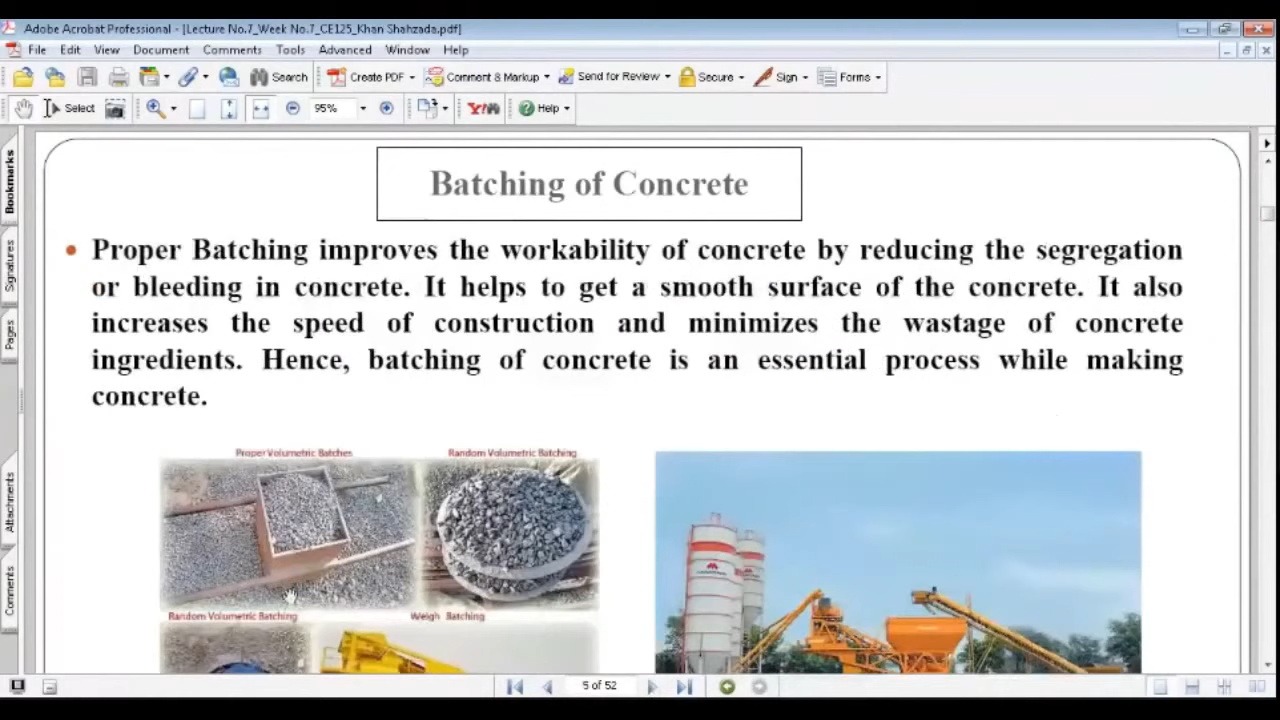 Adobe Acrobat Professional - [Lecture No.7_Week No.7_CE125_Khan Shahzada.pdf]
File Edit View Document Comments Tools Advanced Window Help
Search Create PDF Comment & Markup Send for Review Secure Sign Forms
Select 95% Y! Help
Bookmarks
Signatures
Pages
Attachments
Comments
Batching of Concrete
• Proper Batching improves the workability of concrete by reducing the segregation
or bleeding in concrete. It helps to get a smooth surface of the concrete. It also
increases the speed of construction and minimizes the wastage of concrete
ingredients. Hence, batching of concrete is an essential process while making
concrete.
Proper Volumetric Batches Random Volumetric Batching
Random Volumetric Batching Weigh Batching
5 of 52